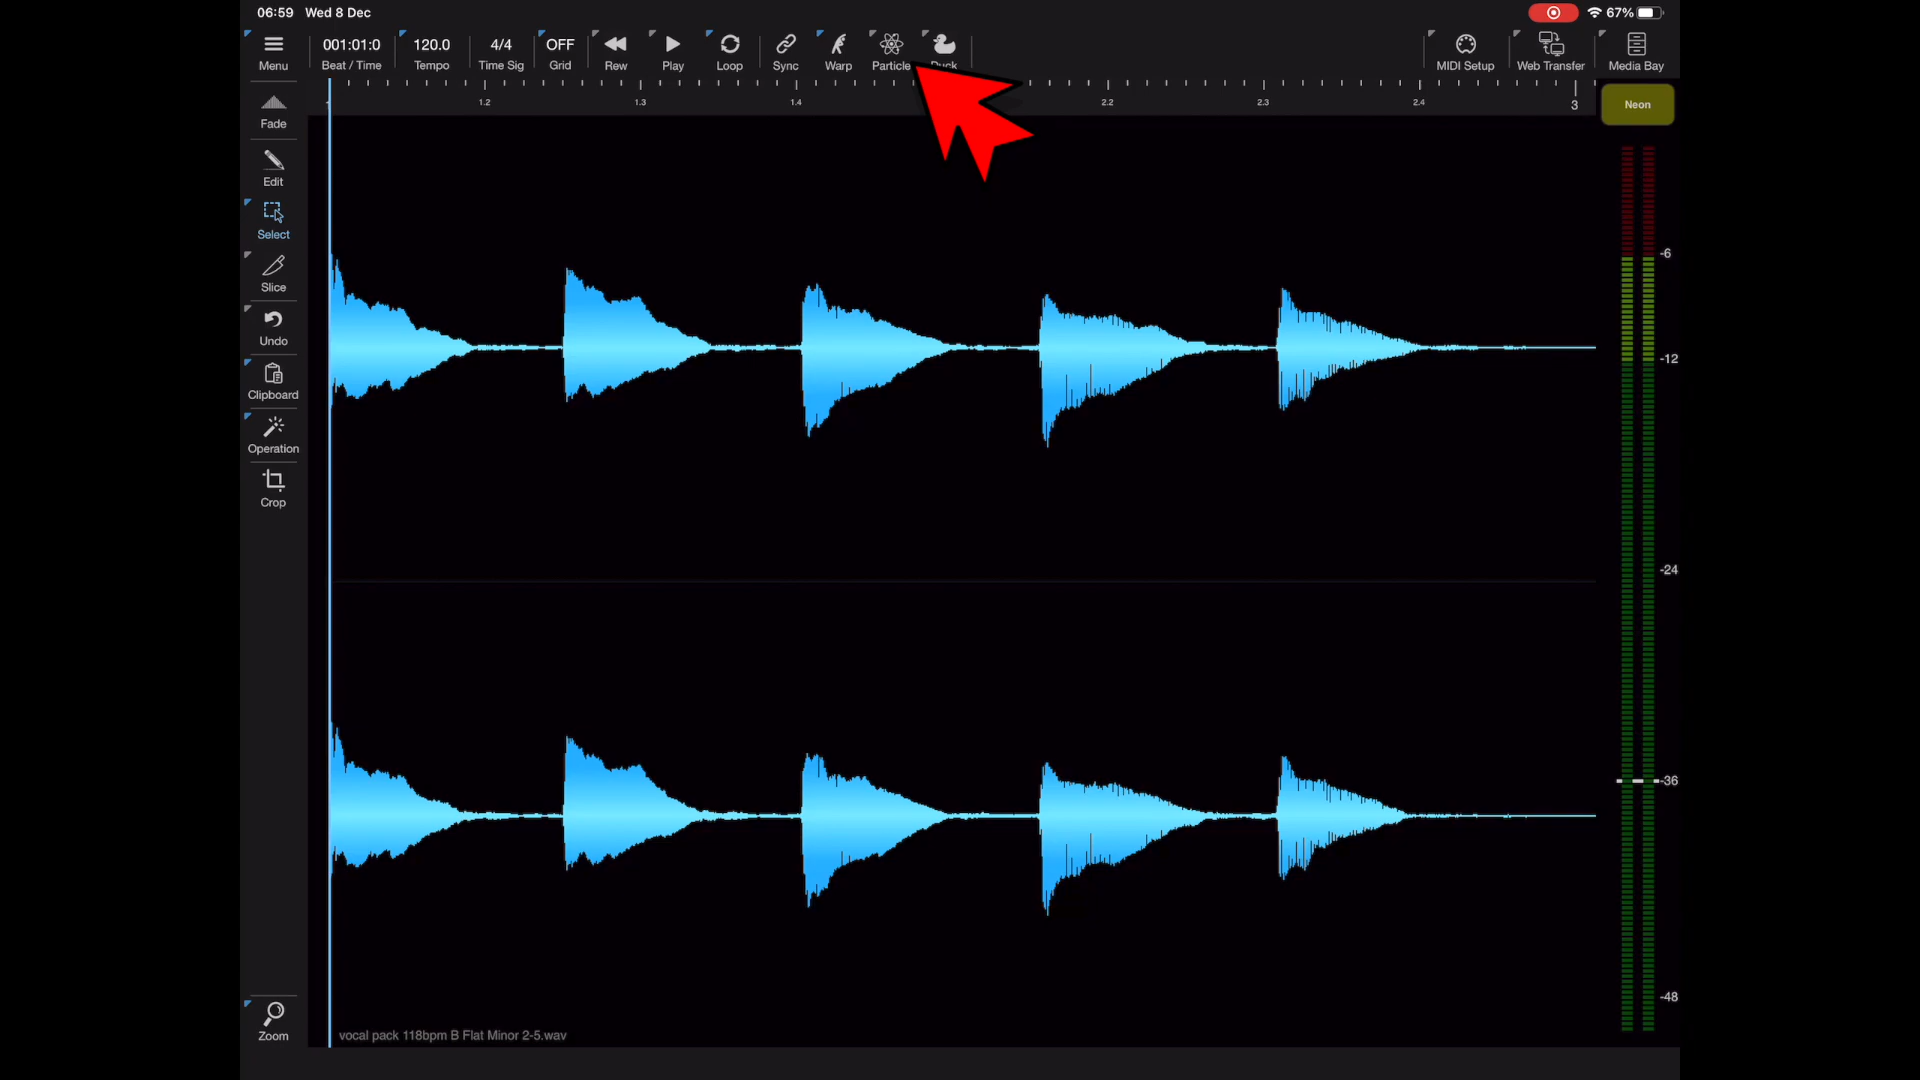 06:59 Wed 8 Dec 67%
001:01:0 120.0 4/4 OFF
Menu Beat / Time Tempo Time Sig Grid Rew Play Loop Sync Warp Particle Duck MIDI Setup Web Transfer Media Bay
1.2 1.3 1.4 2.2 2.3 2.4 3
Neon
Fade
Edit
Select
Slice
Undo
Clipboard
Operation
Crop
Zoom
-6
-12
-24
-36
-48
vocal pack 118bpm B Flat Minor 2-5.wav